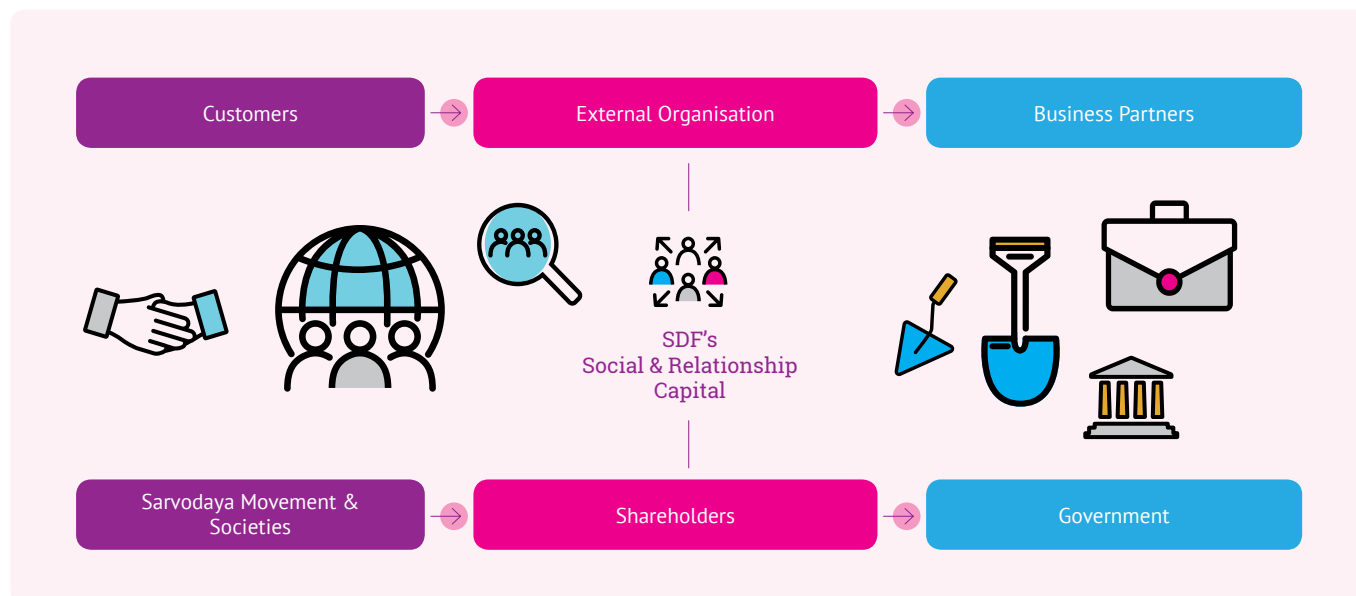 Customers
External Organisation
Business Partners
SDF’s
Social & Relationship
Capital
Sarvodaya Movement &
Societies
Shareholders
Government